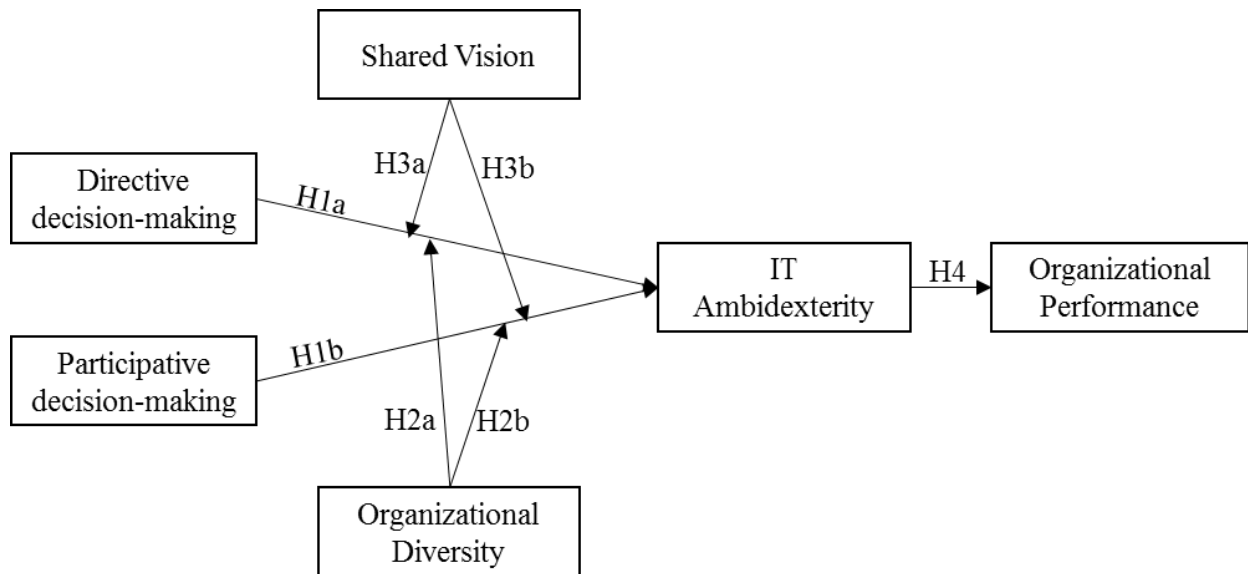 Shared Vision
Directive
decision-making
H1a
H3a
H3b
IT
Ambidexterity
H4
Organizational
Performance
Participative
decision-making
H1b
H2a
H2b
Organizational
Diversity